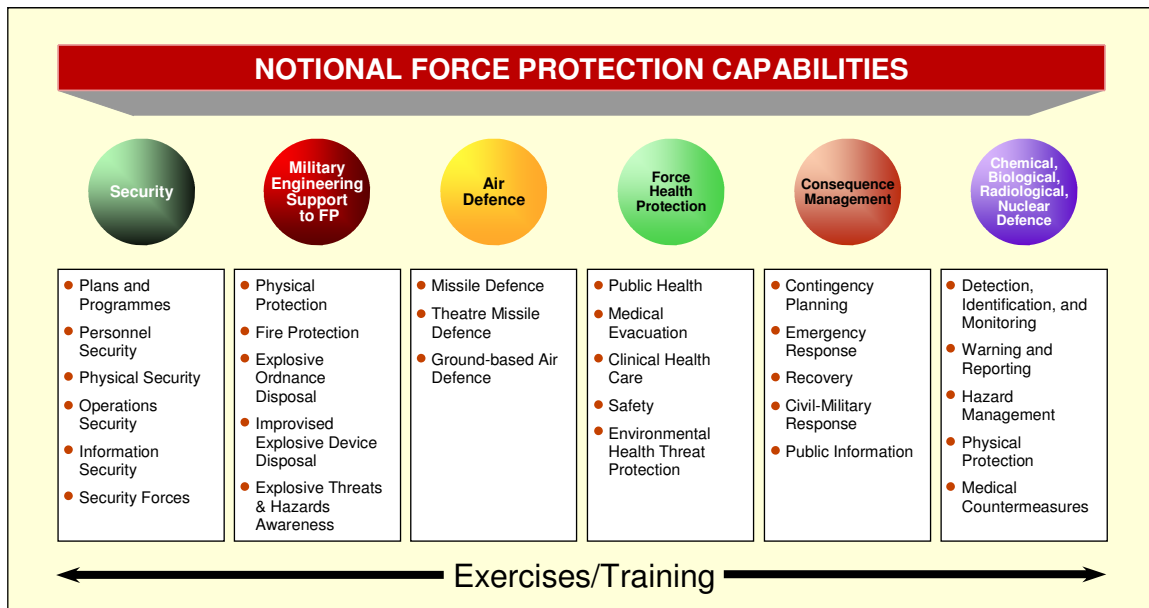 NOTIONAL FORCE PROTECTION CAPABILITIES
Security
Military
Engineering
Support
to FP
Air
Defence
Force
Health
Protection
Consequence
Management
Chemical,
Biological,
Radiological,
Nuclear
Defence
Plans and
Programmes
Personnel
Security
Physical Security
Operations
Security
Information
Security
Security Forces
Physical
Protection
Fire Protection
Explosive
Ordnance
Disposal
Improvised
Explosive Device
Disposal
Explosive Threats
& Hazards
Awareness
Missile Defence
Theatre Missile
Defence
Ground-based Air
Defence
Public Health
Medical
Evacuation
Clinical Health
Care
Safety
Environmental
Health Threat
Protection
Contingency
Planning
Emergency
Response
Recovery
Civil-Military
Response
Public Information
Detection,
Identification, and
Monitoring
Warning and
Reporting
Hazard
Management
Physical
Protection
Medical
Countermeasures
Exercises/Training